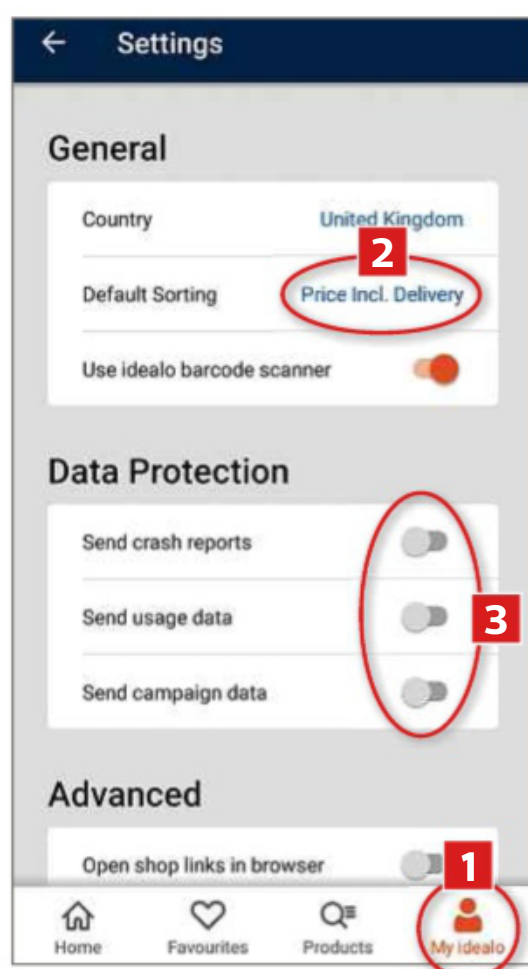 Settings
General
Country United Kingdom
2
Default Sorting Price Incl. Delivery
Use idealo barcode scanner
Data Protection
Send crash reports
Send usage data
3
Send campaign data
Advanced
Open shop links in browser
1
Home Favourites Products My idealo